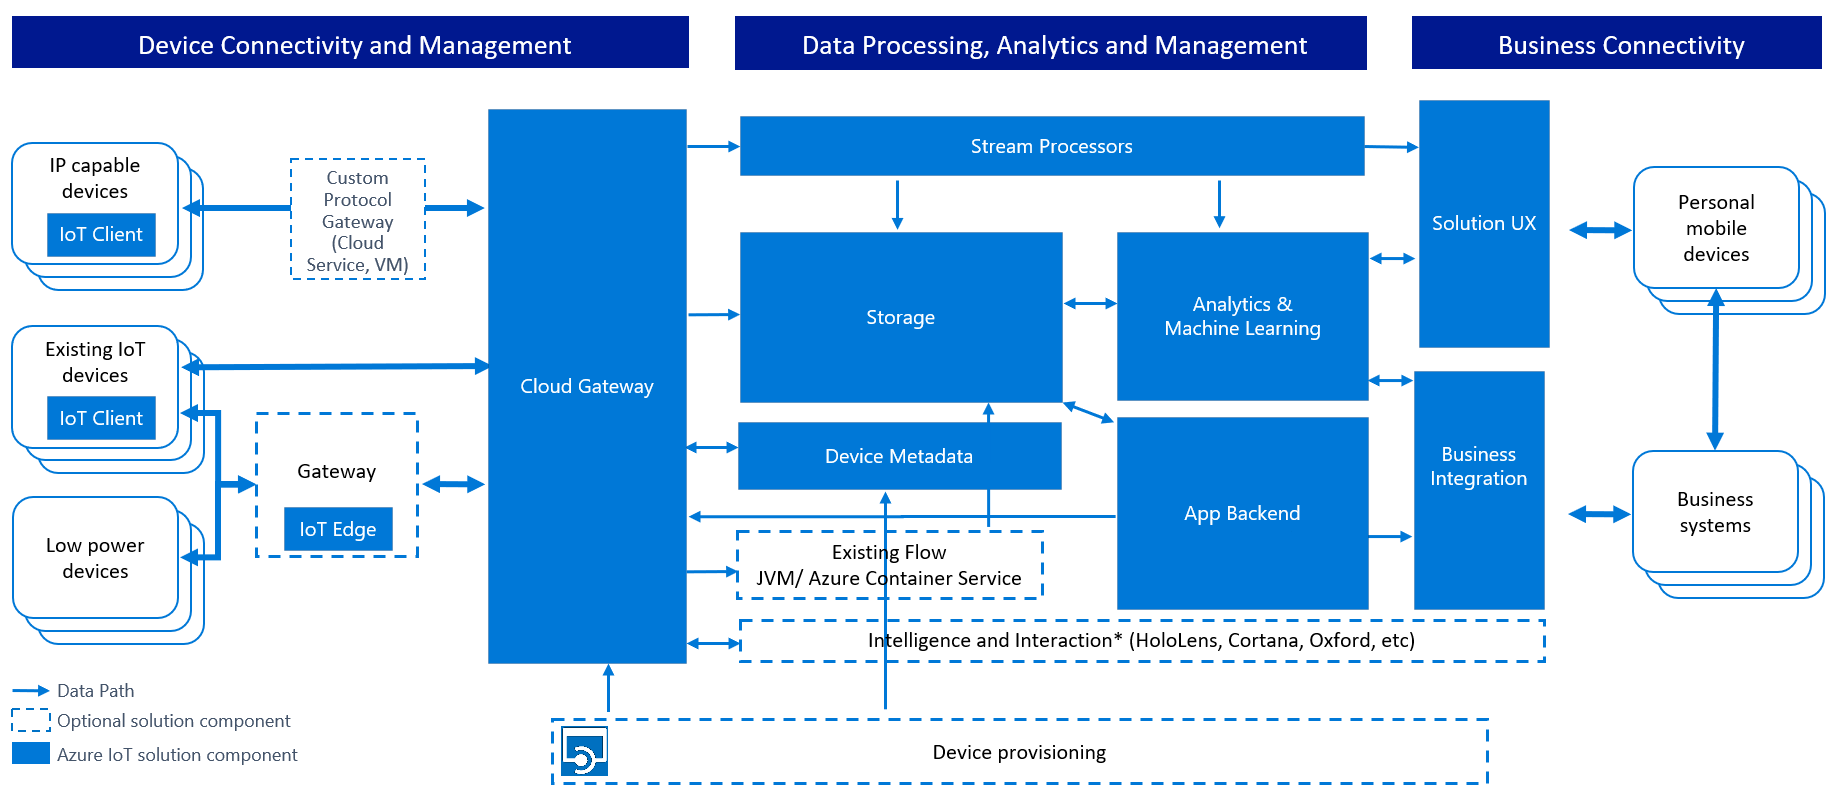 Device Connectivity and Management
Data Processing, Analytics and Management
Business Connectivity
IP capable
devices
IoT Client
Custom
Protocol
Gateway
(Cloud
Service, VM)
Existing IoT
devices
IoT Client
Gateway
IoT Edge
Low power
devices
Cloud Gateway
Stream Processors
Storage
Analytics &
Machine Learning
Device Metadata
App Backend
Existing Flow
JVM/ Azure Container Service
Intelligence and Interaction* (HoloLens, Cortana, Oxford, etc)
Solution UX
Business
Integration
Personal
mobile
devices
Business
systems
Data Path
Optional solution component
Azure IoT solution component
Device provisioning